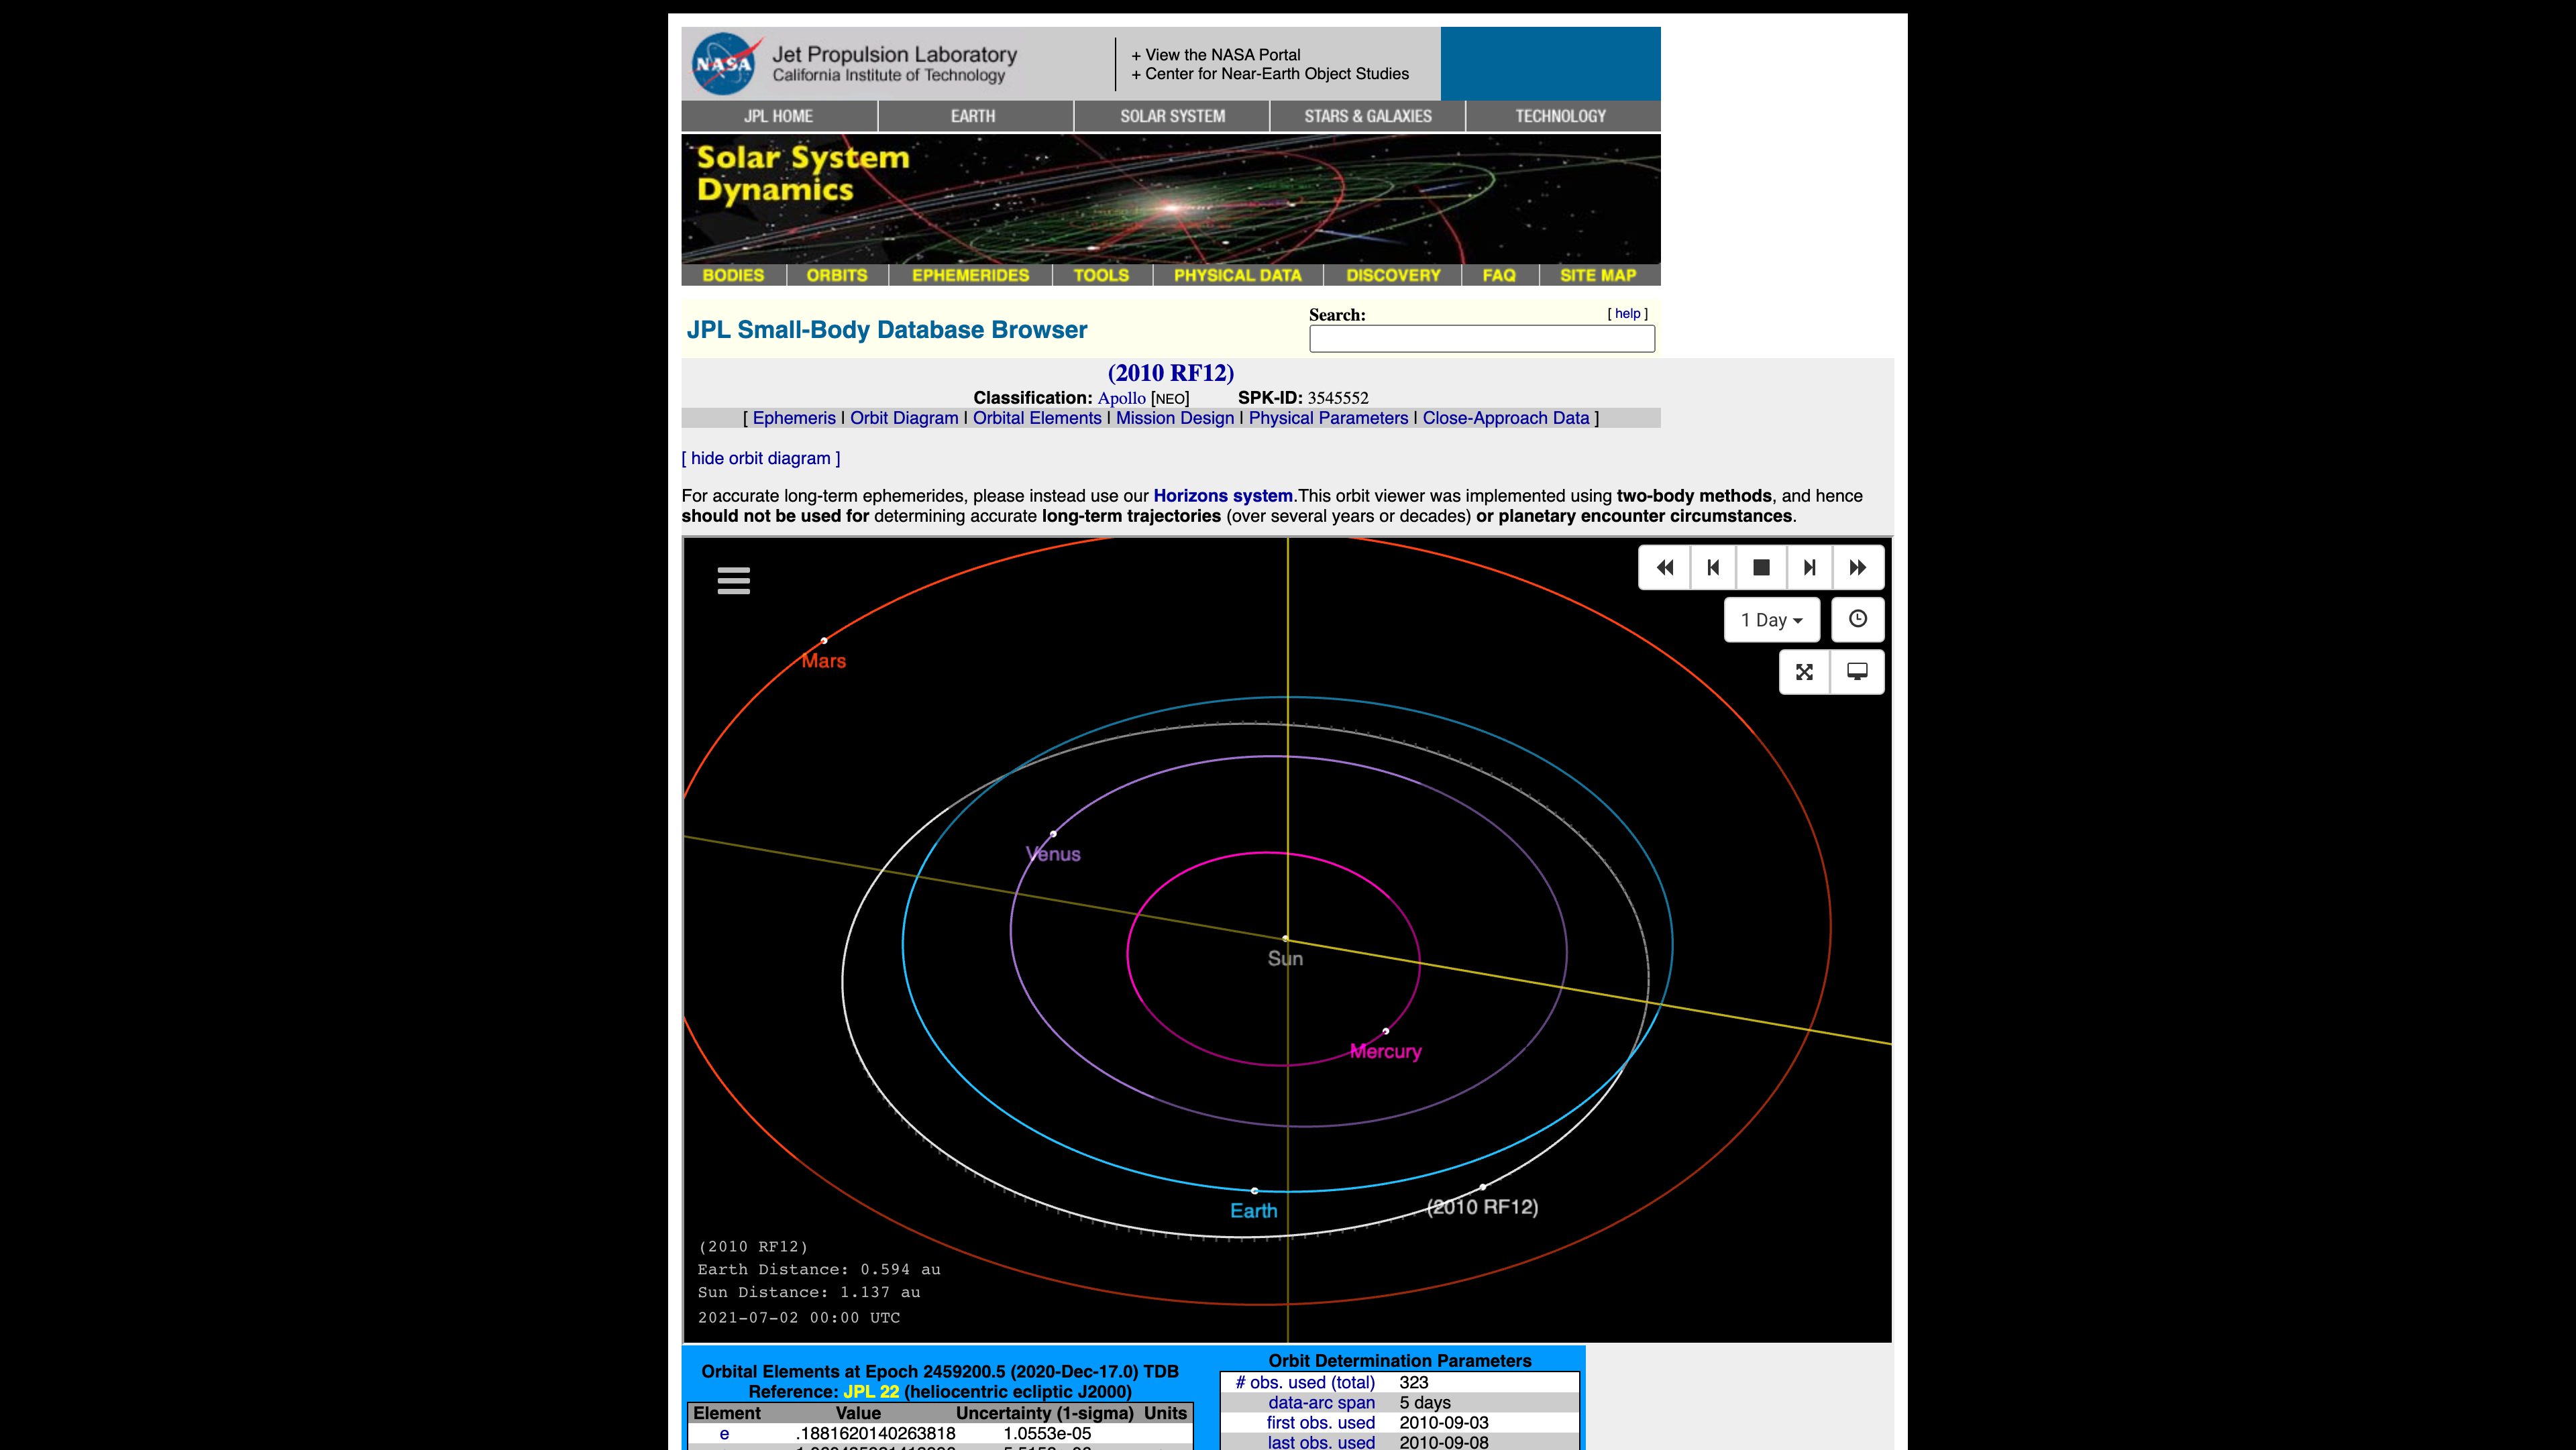 NASA
Jet Propulsion Laboratory
California Institute of Technology
+ View the NASA Portal
+ Center for Near-Earth Object Studies
JPL HOME EARTH SOLAR SYSTEM STARS & GALAXIES TECHNOLOGY
Solar System
Dynamics
BODIES ORBITS EPHEMERIDES TOOLS PHYSICAL DATA DISCOVERY FAQ SITE MAP
JPL Small-Body Database Browser
Search: [ help ]
(2010 RF12)
Classification: Apollo [NEO] SPK-ID: 3545552
[ Ephemeris | Orbit Diagram | Orbital Elements | Mission Design | Physical Parameters | Close-Approach Data ]
[ hide orbit diagram ]
For accurate long-term ephemerides, please instead use our Horizons system.This orbit viewer was implemented using two-body methods, and hence
should not be used for determining accurate long-term trajectories (over several years or decades) or planetary encounter circumstances.
1 Day
Mars
Venus
Sun
Mercury
Earth
(2010 RF12)
(2010 RF12)
Earth Distance: 0.594 au
Sun Distance: 1.137 au
2021-07-02 00:00 UTC
Orbital Elements at Epoch 2459200.5 (2020-Dec-17.0) TDB
Reference: JPL 22 (heliocentric ecliptic J2000)
Element Value Uncertainty (1-sigma) Units
e .1881620140263818 1.0553e-05
Orbit Determination Parameters
# obs. used (total) 323
data-arc span 5 days
first obs. used 2010-09-03
last obs. used 2010-09-08